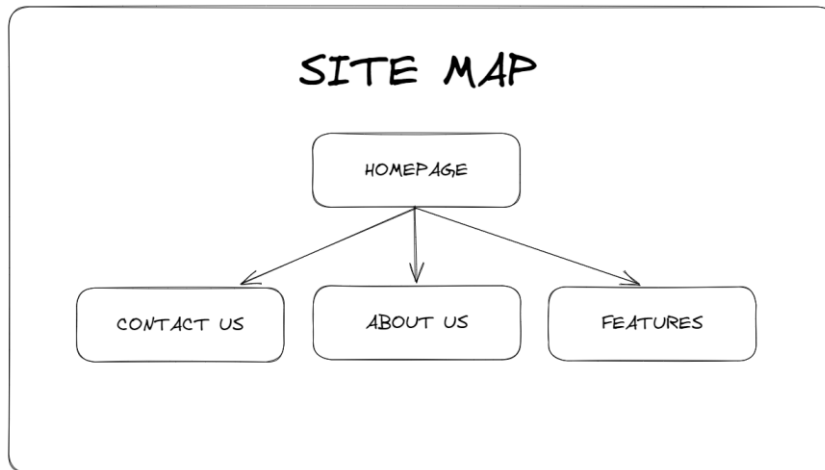 SITE MAP
HOMEPAGE
CONTACT US
ABOUT US
FEATURES